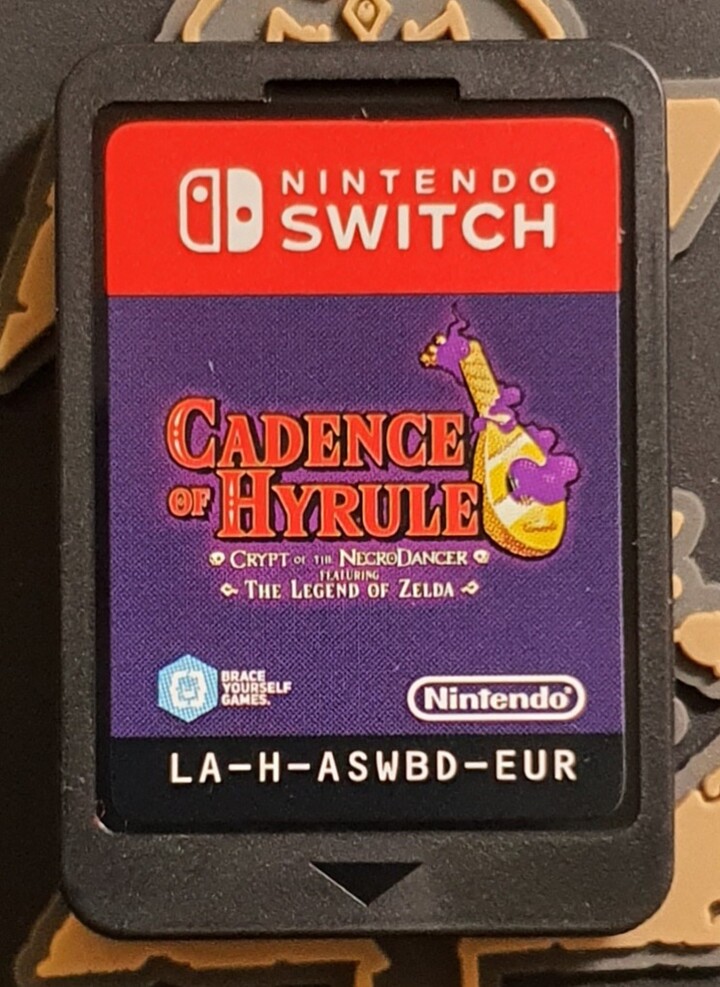 NINTENDO
SWITCH
CADENCE
OF HYRULE
CRYPT OF THE NECRODANCER
FEATURING
THE LEGEND OF ZELDA
BRACE
YOURSELF
GAMES.
Nintendo®
LA-H-ASWBD-EUR